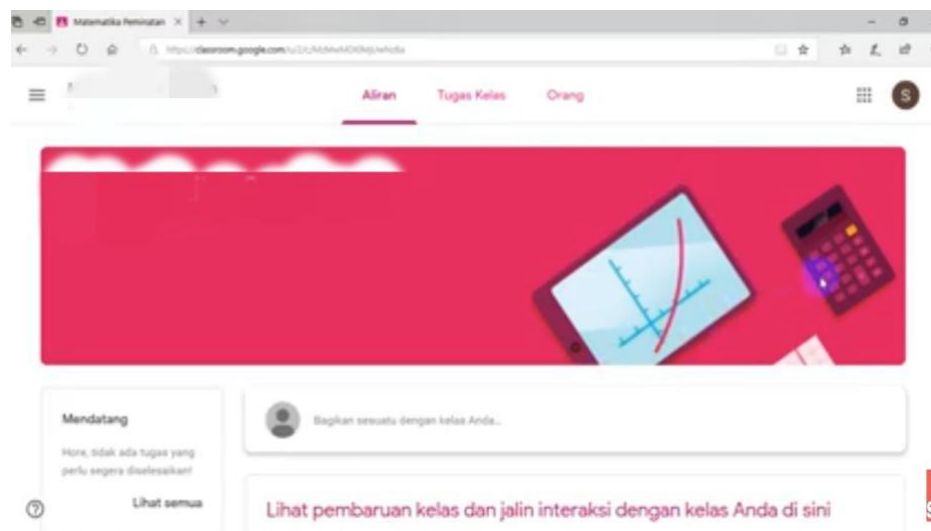 Matematika Peminatan
Aliran
Tugas Kelas
Orang
S
Mendatang
Hore, tidak ada tugas yang
perlu segera diselesaikan!
Lihat semua
Bagikan sesuatu dengan kelas Anda...
Lihat pembaruan kelas dan jalin interaksi dengan kelas Anda di sini